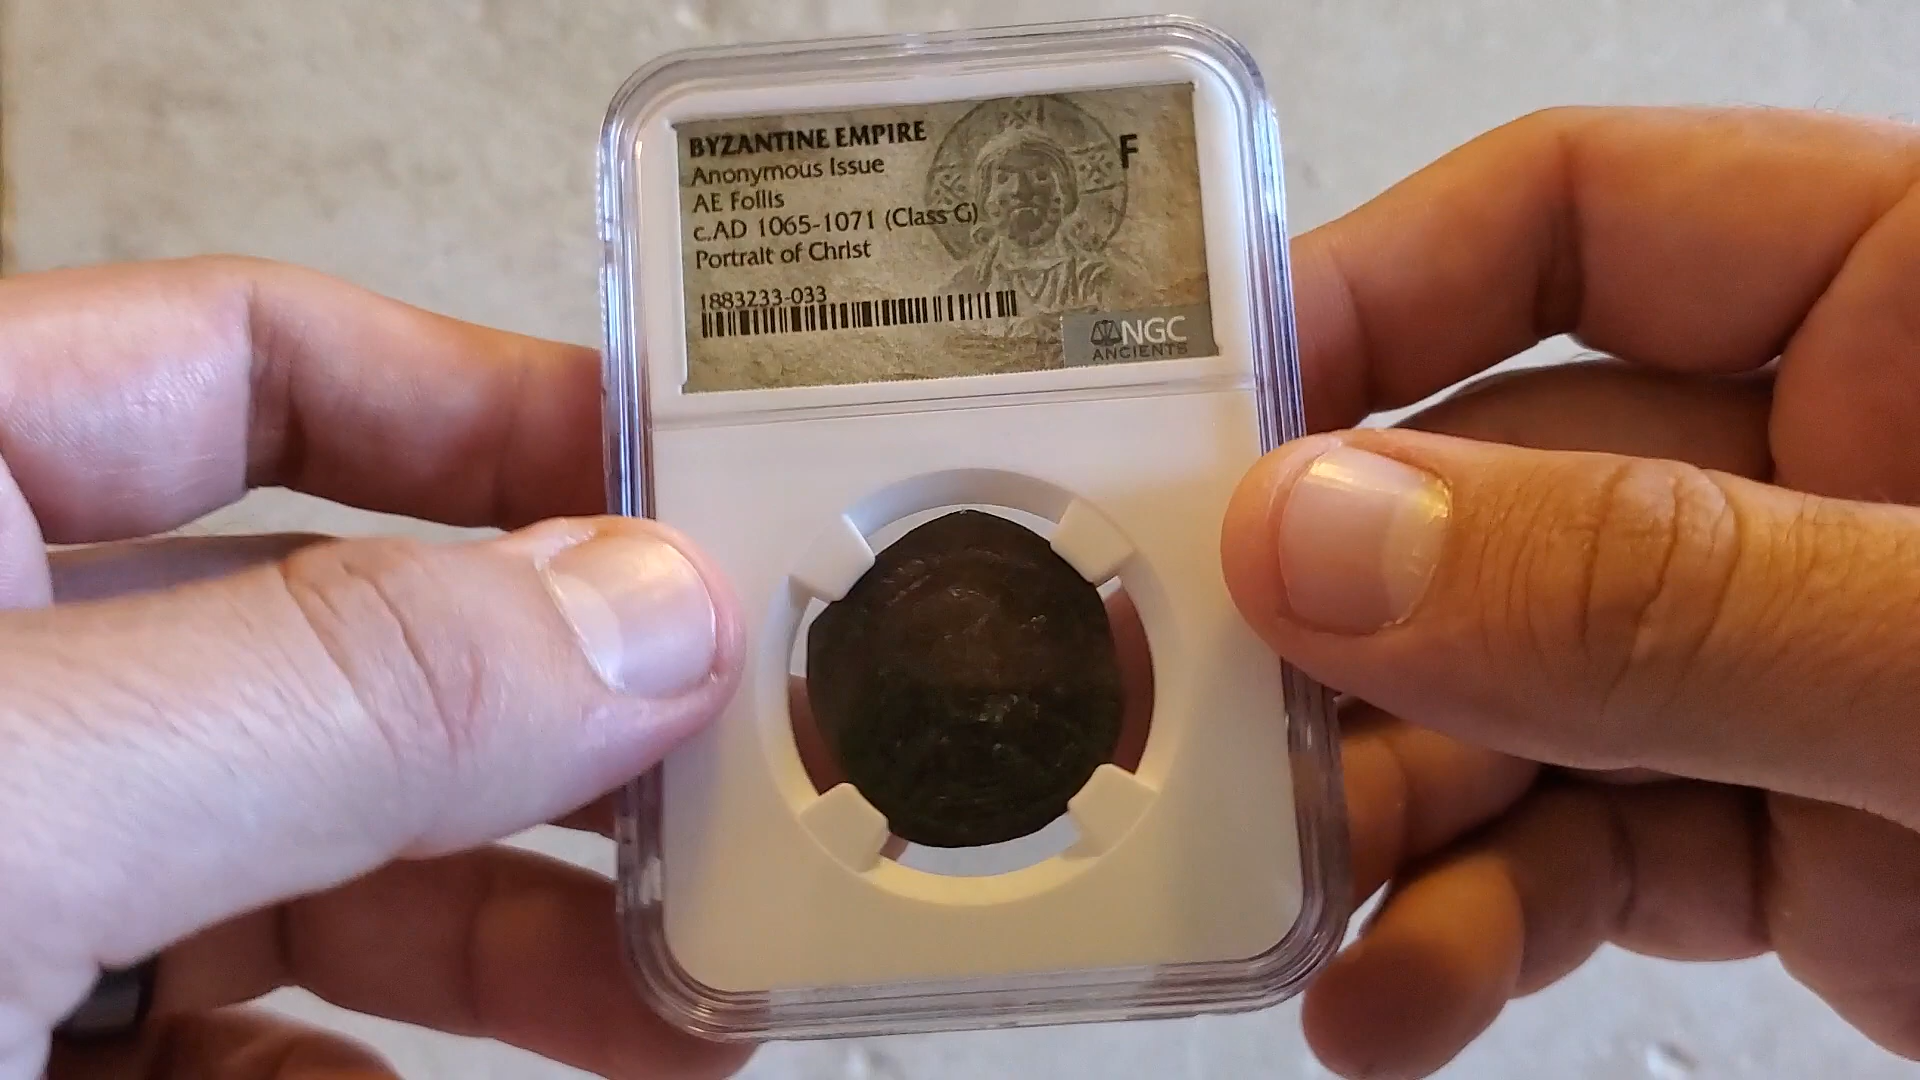 BYZANTINE EMPIRE
F
Anonymous Issue
AE Follis
c.AD 1065-1071 (Class G)
Portrait of Christ
1883233-033
NGC
ANCIENTS